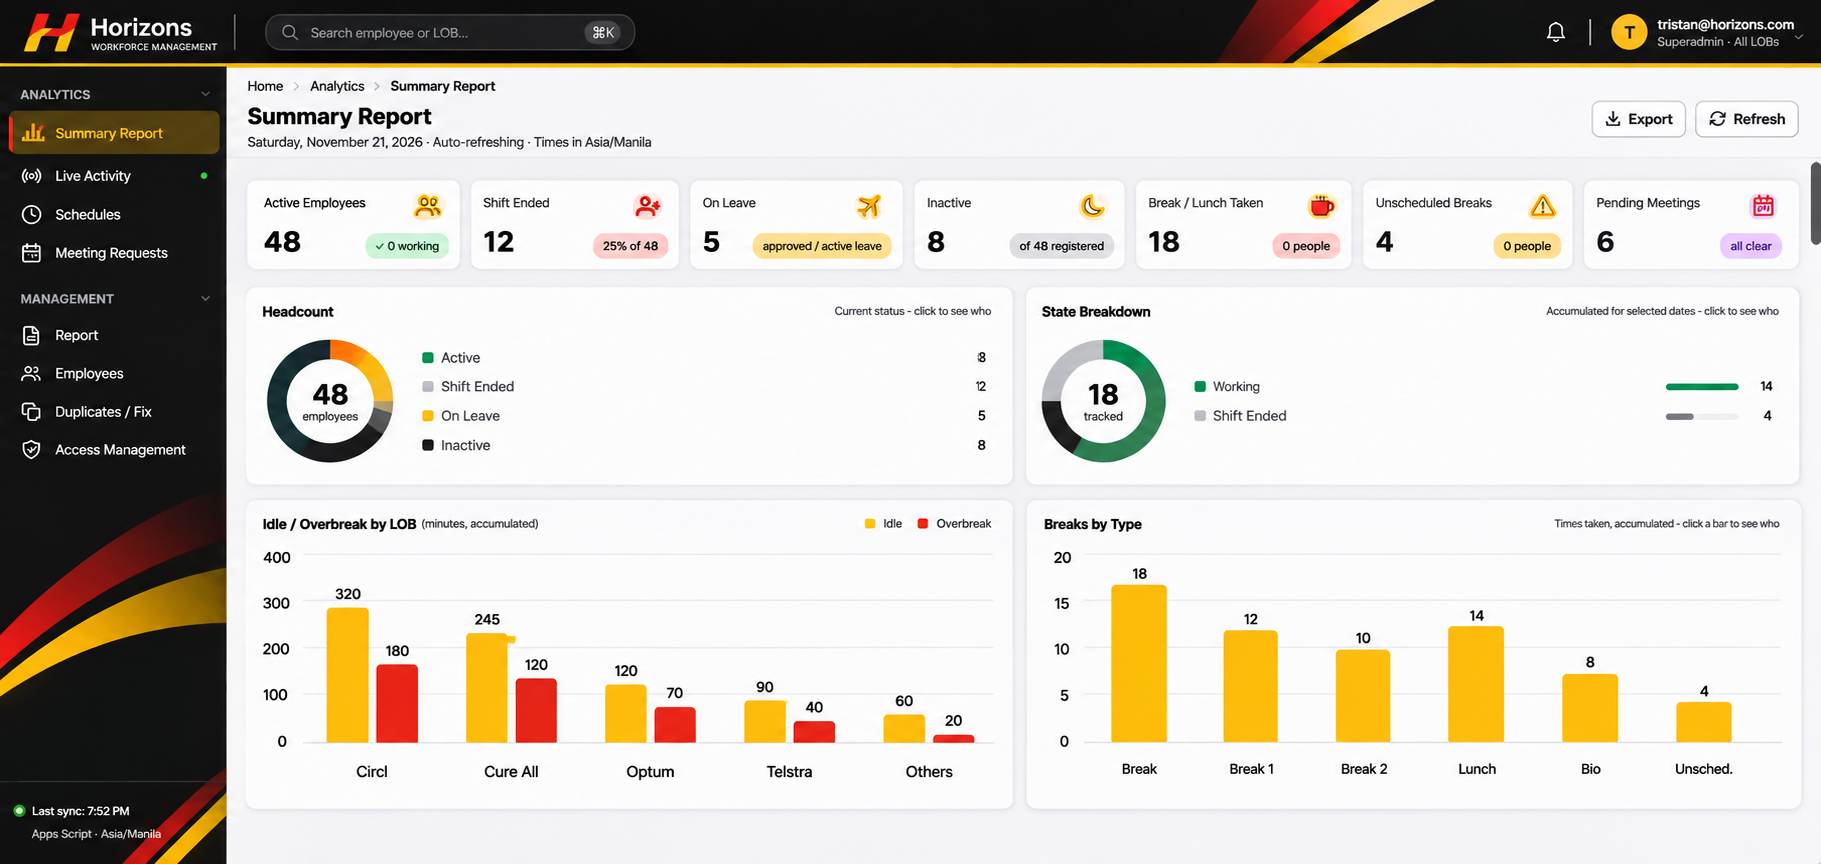 Horizons
WORKFORCE MANAGEMENT
Search employee or LOB...
⌘K
T
tristan@horizons.com
Superadmin · All LOBs
ANALYTICS
Summary Report
Live Activity
Schedules
Meeting Requests
MANAGEMENT
Report
Employees
Duplicates / Fix
Access Management
Last sync: 7:52 PM
Apps Script · Asia/Manila
Home > Analytics > Summary Report
Summary Report
Saturday, November 21, 2026 · Auto-refreshing · Times in Asia/Manila
Export
Refresh
Active Employees
48
✓ 0 working
Shift Ended
12
25% of 48
On Leave
5
approved / active leave
Inactive
8
of 48 registered
Break / Lunch Taken
18
0 people
Unscheduled Breaks
4
0 people
Pending Meetings
6
all clear
Headcount
Current status - click to see who
48
employees
Active 8
Shift Ended 12
On Leave 5
Inactive 8
State Breakdown
Accumulated for selected dates - click to see who
18
tracked
Working 14
Shift Ended 4
Idle / Overbreak by LOB (minutes, accumulated)
Idle Overbreak
400
300
200
100
0
320
180
245
120
120
70
90
40
60
20
Circl
Cure All
Optum
Telstra
Others
Breaks by Type
Times taken, accumulated - click a bar to see who
20
15
10
5
0
18
12
10
14
8
4
Break
Break 1
Break 2
Lunch
Bio
Unsched.